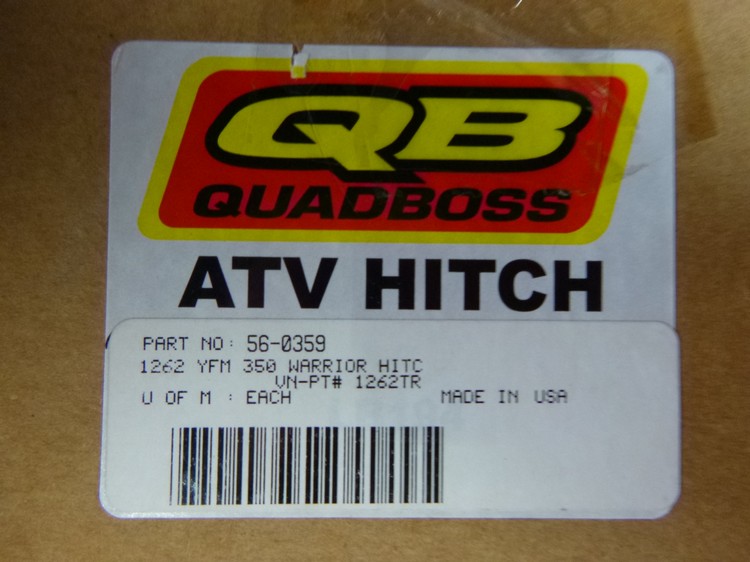 QB
QUADBOSS
ATV HITCH
PART NO: 56-0359
1262 YFM 350 WARRIOR HITC
VN-PT# 1262TR
U OF M : EACH MADE IN USA